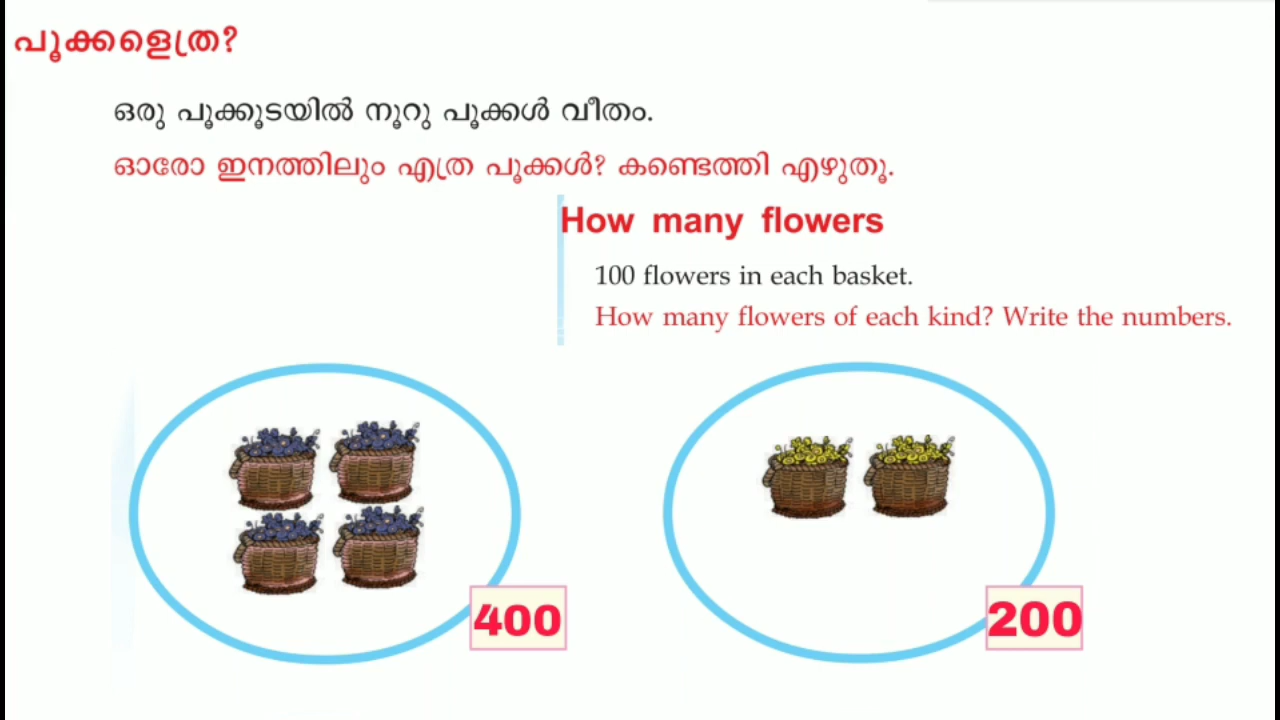 പൂക്കളെത്ര?
ഒരു പൂക്കൂടയിൽ നൂറു പൂക്കൾ വീതം.
ഓരോ ഇനത്തിലും എത്ര പൂക്കൾ? കണ്ടെത്തി എഴുതൂ.
How many flowers
100 flowers in each basket.
How many flowers of each kind? Write the numbers.
400
200